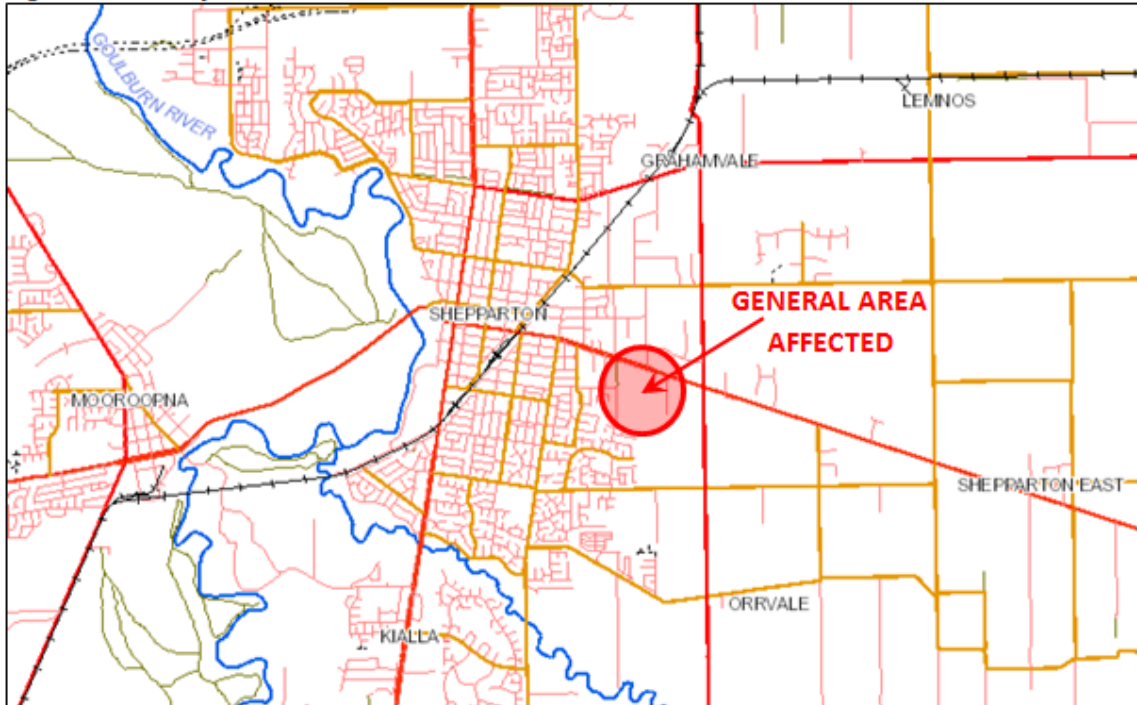 GOULBURN RIVER
LEMNOS
GRAHAMVALE
GENERAL AREA
AFFECTED
SHEPPARTON
MOOROOPNA
SHEPPARTON EAST
ORRVALE
KIALLA